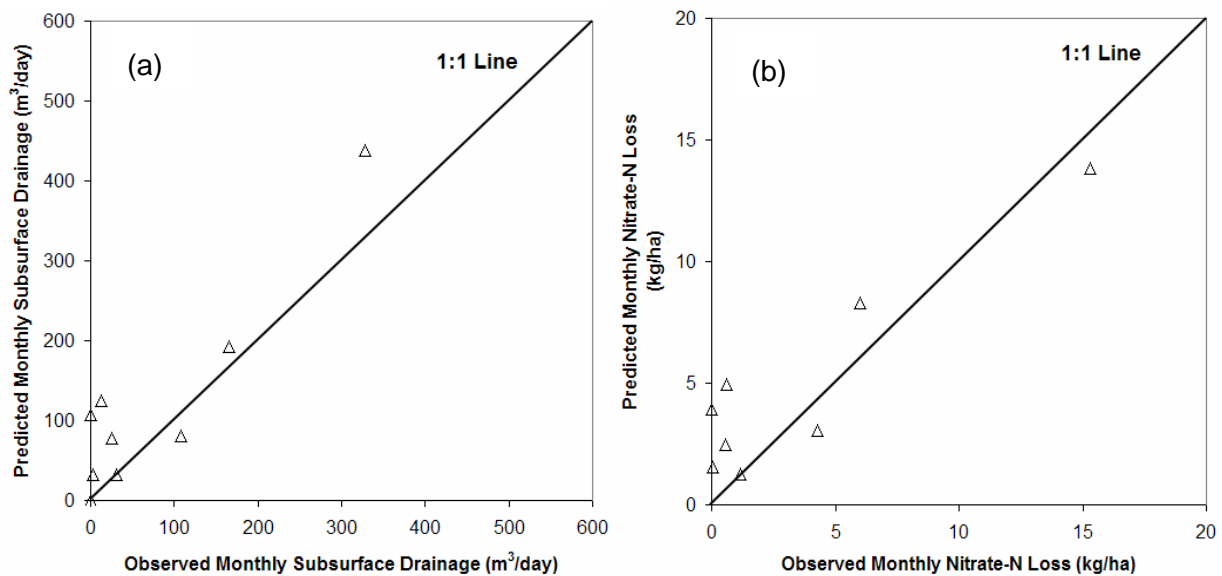 (a)
1:1 Line
Predicted Monthly Subsurface Drainage (m³/day)
600
500
400
300
200
100
0
0 100 200 300 400 500 600
Observed Monthly Subsurface Drainage (m³/day)
(b)
1:1 Line
Predicted Monthly Nitrate-N Loss
(kg/ha)
20
15
10
5
0
0 5 10 15 20
Observed Monthly Nitrate-N Loss (kg/ha)